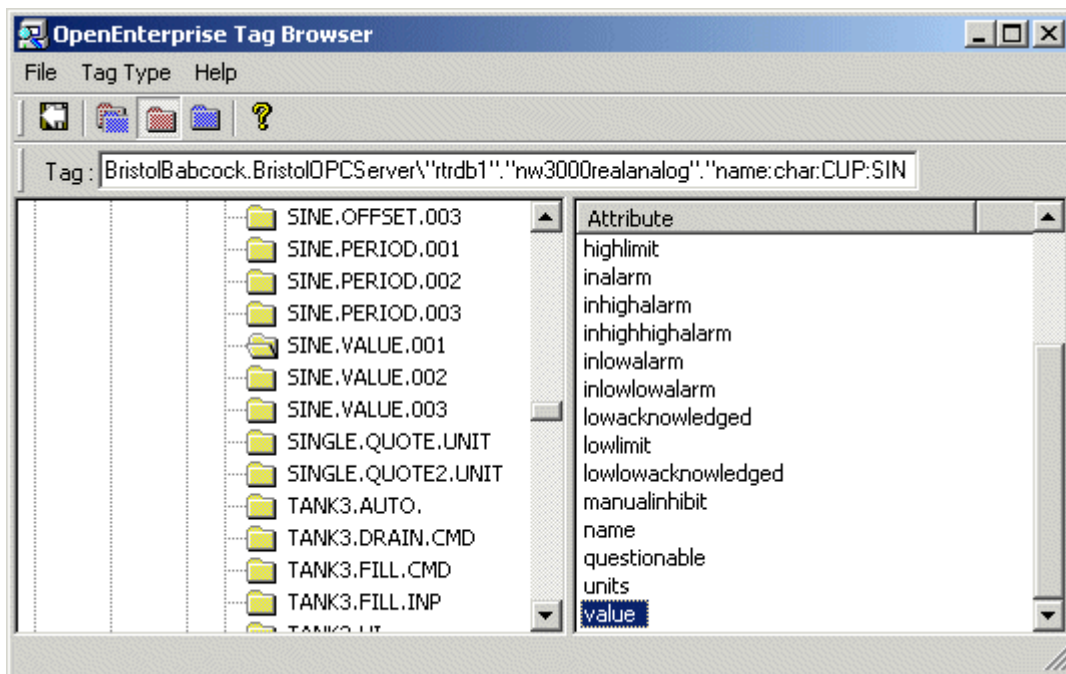 OpenEnterprise Tag Browser
File Tag Type Help
Tag : BristolBabcock.BristolOPCServer\"rtrdb1"."nw3000realanalog"."name:char:CUP:SIN
SINE.OFFSET.003
SINE.PERIOD.001
SINE.PERIOD.002
SINE.PERIOD.003
SINE.VALUE.001
SINE.VALUE.002
SINE.VALUE.003
SINGLE.QUOTE.UNIT
SINGLE.QUOTE2.UNIT
TANK3.AUTO.
TANK3.DRAIN.CMD
TANK3.FILL.CMD
TANK3.FILL.INP
Attribute
highlimit
inalarm
inhighalarm
inhighhighalarm
inlowalarm
inlowlowalarm
lowacknowledged
lowlimit
lowlowacknowledged
manualinhibit
name
questionable
units
value